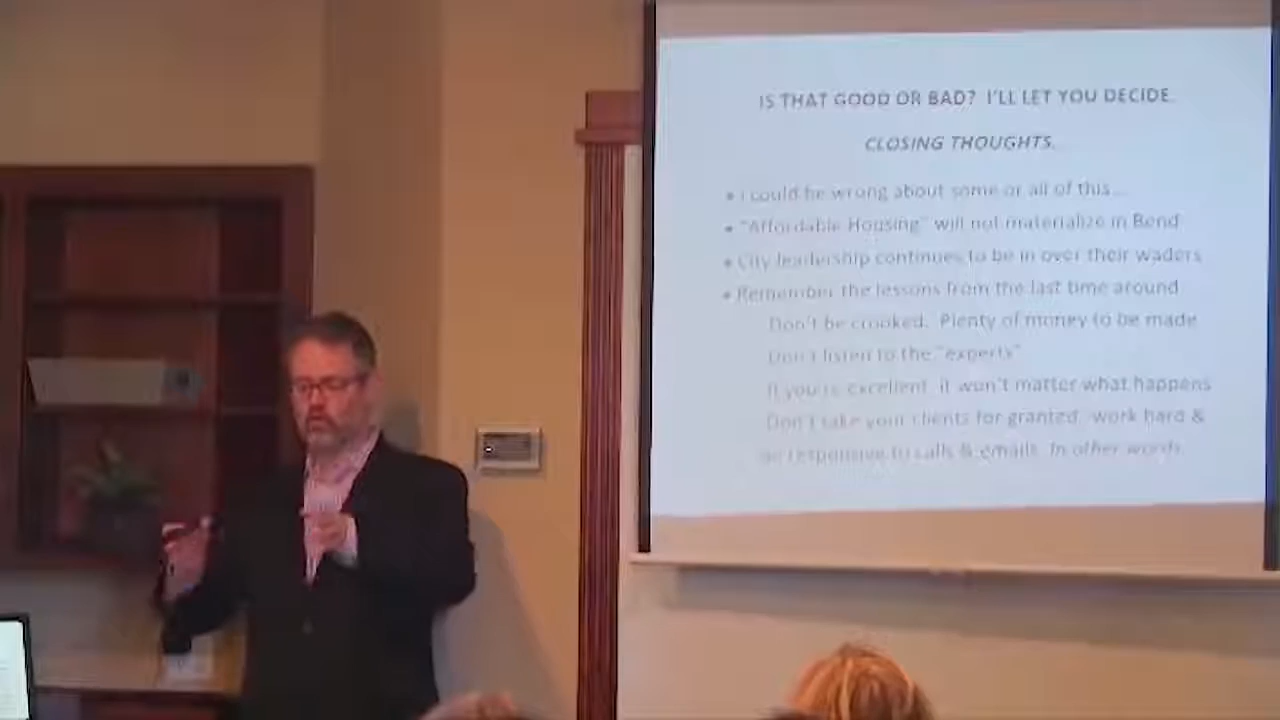 IS THAT GOOD OR BAD? I'LL LET YOU DECIDE.
CLOSING THOUGHTS.
• I could be wrong about some or all of this...
• "Affordable Housing" will not materialize in Bend
• City leadership continues to be in over their waders
• Remember the lessons from the last time around
Don't be crooked. Plenty of money to be made
Don't listen to the "experts"
If you're excellent it won't matter what happens
Don't take your clients for granted. work hard &
be responsive to calls & emails. In other words